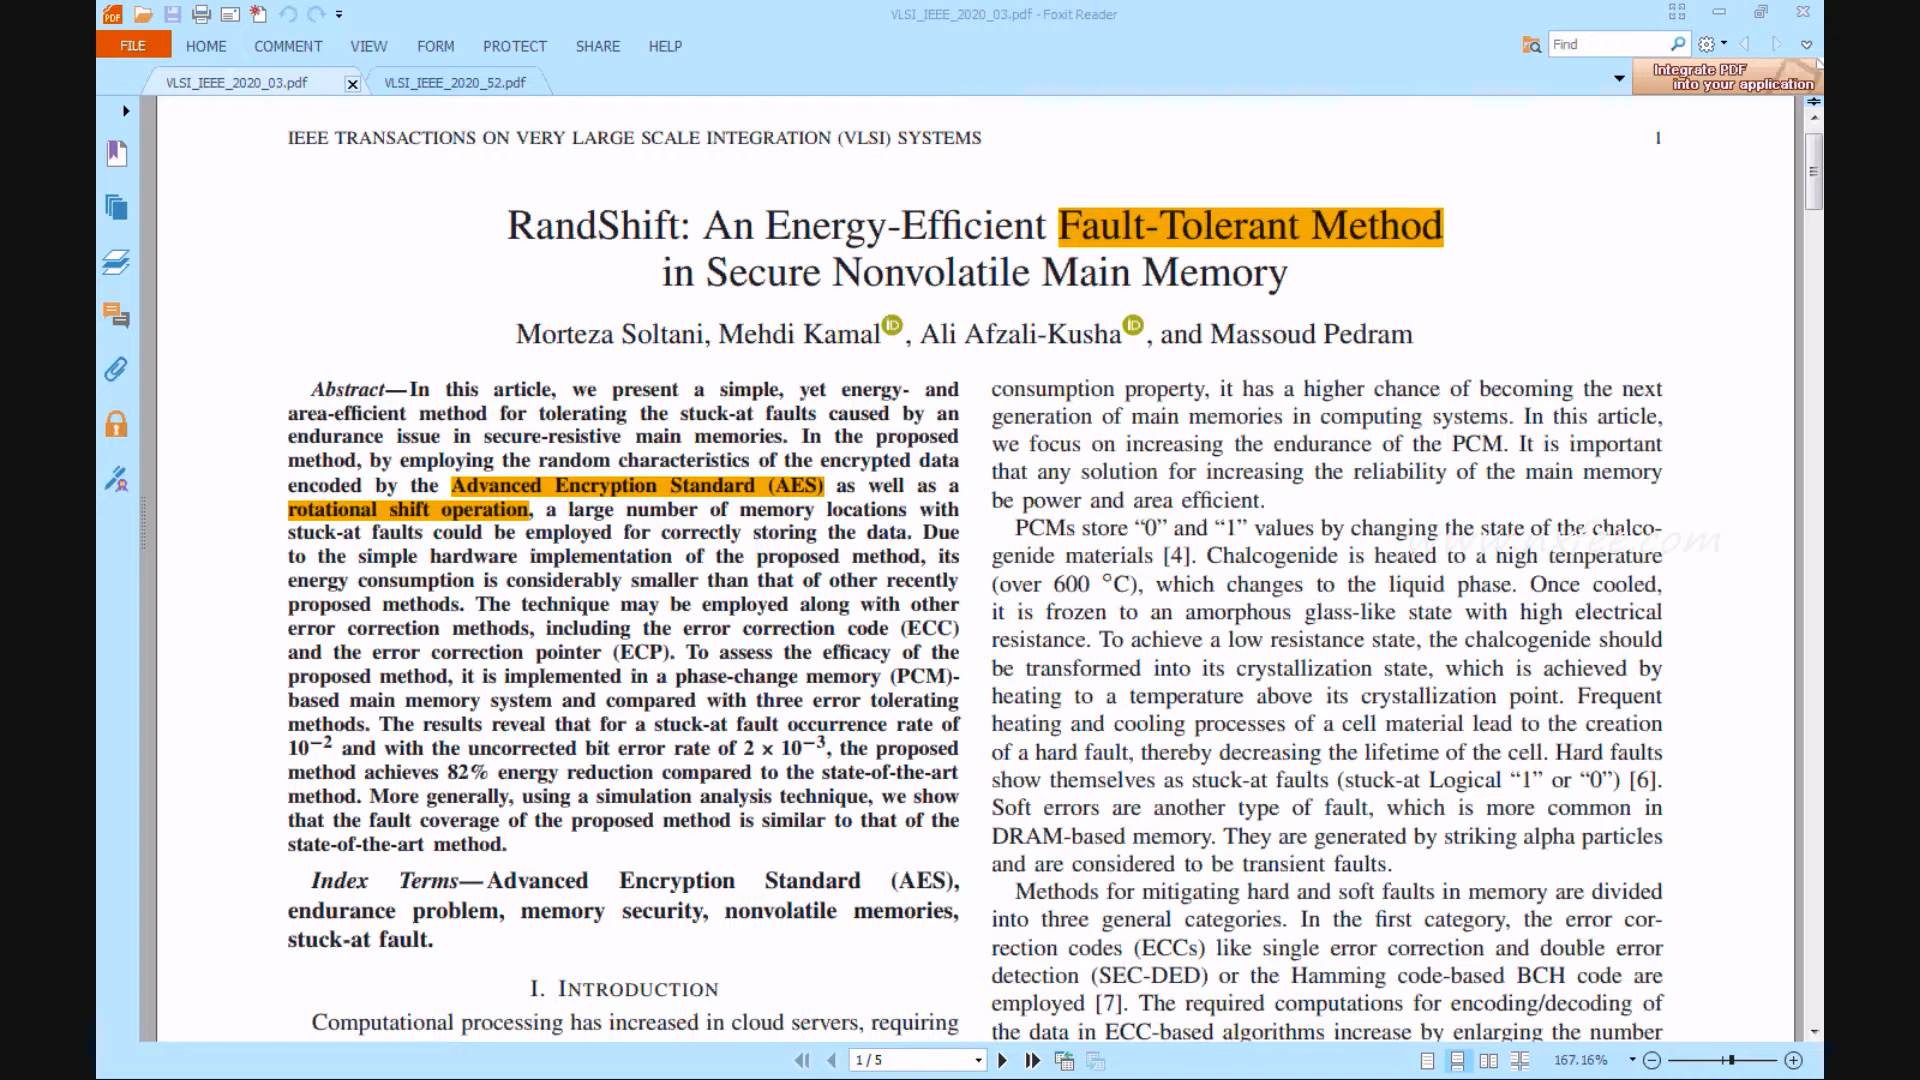 VLSI_IEEE_2020_03.pdf - Foxit Reader
FILE HOME COMMENT VIEW FORM PROTECT SHARE HELP
Find
VLSI_IEEE_2020_03.pdf VLSI_IEEE_2020_52.pdf
Integrate PDF
into your application
IEEE TRANSACTIONS ON VERY LARGE SCALE INTEGRATION (VLSI) SYSTEMS 1
RandShift: An Energy-Efficient Fault-Tolerant Method
in Secure Nonvolatile Main Memory
Morteza Soltani, Mehdi Kamal, Ali Afzali-Kusha, and Massoud Pedram
Abstract—In this article, we present a simple, yet energy- and
area-efficient method for tolerating the stuck-at faults caused by an
endurance issue in secure-resistive main memories. In the proposed
method, by employing the random characteristics of the encrypted data
encoded by the Advanced Encryption Standard (AES) as well as a
rotational shift operation, a large number of memory locations with
stuck-at faults could be employed for correctly storing the data. Due
to the simple hardware implementation of the proposed method, its
energy consumption is considerably smaller than that of other recently
proposed methods. The technique may be employed along with other
error correction methods, including the error correction code (ECC)
and the error correction pointer (ECP). To assess the efficacy of the
proposed method, it is implemented in a phase-change memory (PCM)-
based main memory system and compared with three error tolerating
methods. The results reveal that for a stuck-at fault occurrence rate of
10−2 and with the uncorrected bit error rate of 2 × 10−3, the proposed
method achieves 82% energy reduction compared to the state-of-the-art
method. More generally, using a simulation analysis technique, we show
that the fault coverage of the proposed method is similar to that of the
state-of-the-art method.
Index Terms—Advanced Encryption Standard (AES),
endurance problem, memory security, nonvolatile memories,
stuck-at fault.
I. INTRODUCTION
Computational processing has increased in cloud servers, requiring
consumption property, it has a higher chance of becoming the next
generation of main memories in computing systems. In this article,
we focus on increasing the endurance of the PCM. It is important
that any solution for increasing the reliability of the main memory
be power and area efficient.
PCMs store “0” and “1” values by changing the state of the chalco-
genide materials [4]. Chalcogenide is heated to a high temperature
(over 600 °C), which changes to the liquid phase. Once cooled,
it is frozen to an amorphous glass-like state with high electrical
resistance. To achieve a low resistance state, the chalcogenide should
be transformed into its crystallization state, which is achieved by
heating to a temperature above its crystallization point. Frequent
heating and cooling processes of a cell material lead to the creation
of a hard fault, thereby decreasing the lifetime of the cell. Hard faults
show themselves as stuck-at faults (stuck-at Logical “1” or “0”) [6].
Soft errors are another type of fault, which is more common in
DRAM-based memory. They are generated by striking alpha particles
and are considered to be transient faults.
Methods for mitigating hard and soft faults in memory are divided
into three general categories. In the first category, the error cor-
rection codes (ECCs) like single error correction and double error
detection (SEC-DED) or the Hamming code-based BCH code are
employed [7]. The required computations for encoding/decoding of
the data in ECC-based algorithms increase by enlarging the number
1 / 5 167.16%